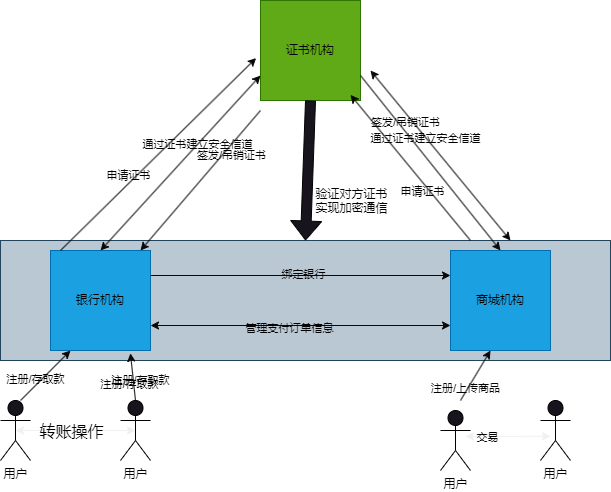 证书机构
签发/吊销证书
通过证书建立安全信道
通过证书建立安全信道
签发/吊销证书
申请证书
申请证书
验证对方证书
实现加密通信
绑定银行
银行机构
商城机构
管理支付订单信息
注册/存取款
注册/存取款
注册/存取款
注册/上传商品
转账操作
交易
用户
用户
用户
用户